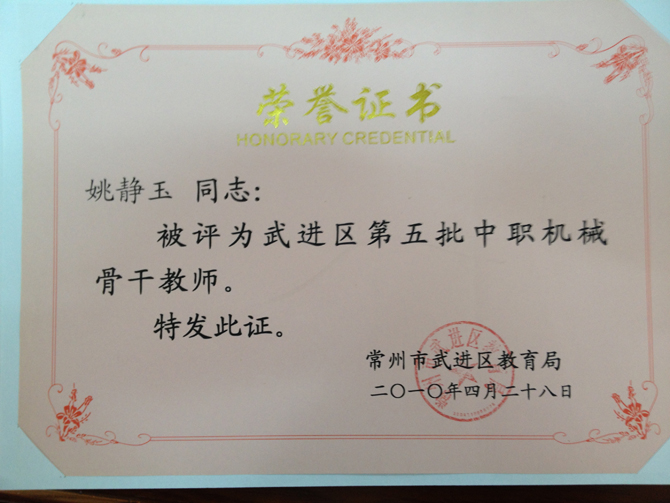 荣誉证书
HONORARY CREDENTIAL
姚静玉 同志：
被评为武进区第五批中职机械
骨干教师。
特发此证。
常州市武进区教育局
二〇一〇年四月二十八日